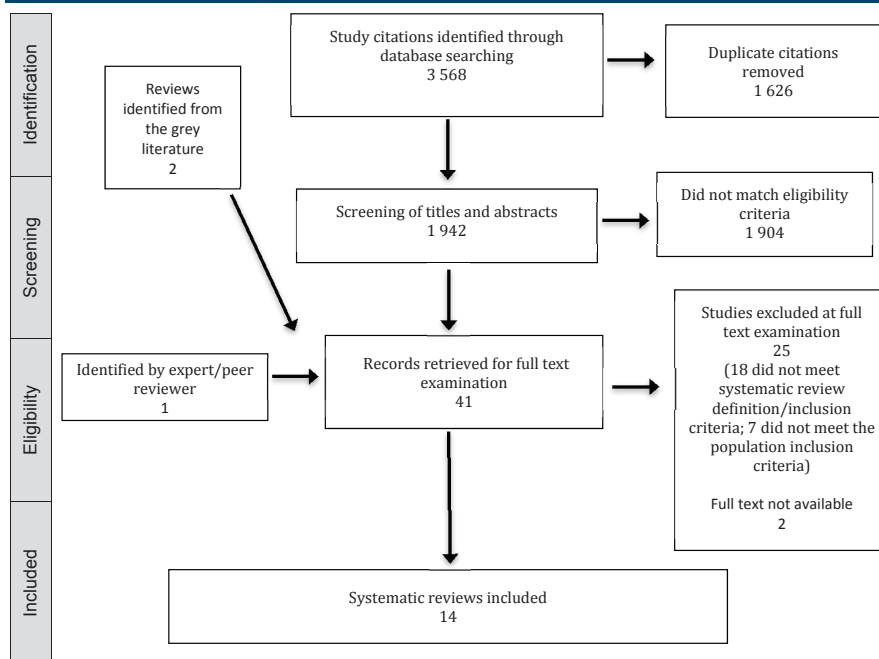 Identification
Study citations identified through
database searching
3 568
Duplicate citations
removed
1 626
Reviews
identified from
the grey
literature
2
Screening
Screening of titles and abstracts
1 942
Did not match eligibility
criteria
1 904
Eligibility
Identified by expert/peer
reviewer
1
Records retrieved for full text
examination
41
Studies excluded at full
text examination
25
(18 did not meet
systematic review
definition/inclusion
criteria; 7 did not meet the
population inclusion
criteria)
Full text not available
2
Included
Systematic reviews included
14